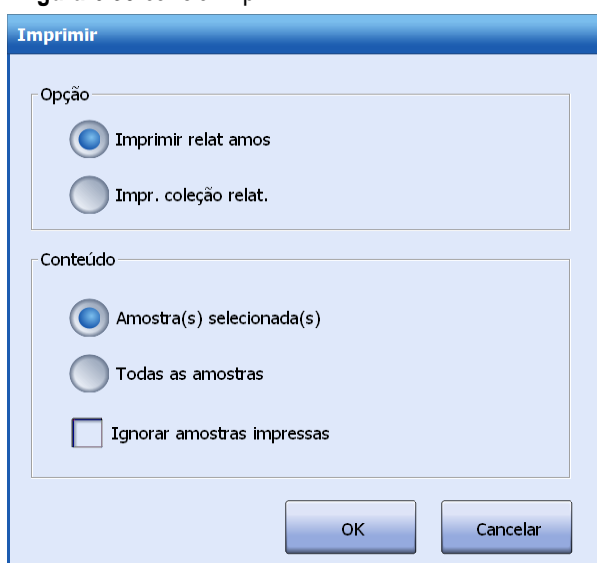 Imprimir
Opção
Imprimir relat amos
Impr. coleção relat.
Conteúdo
Amostra(s) selecionada(s)
Todas as amostras
Ignorar amostras impressas
OK
Cancelar